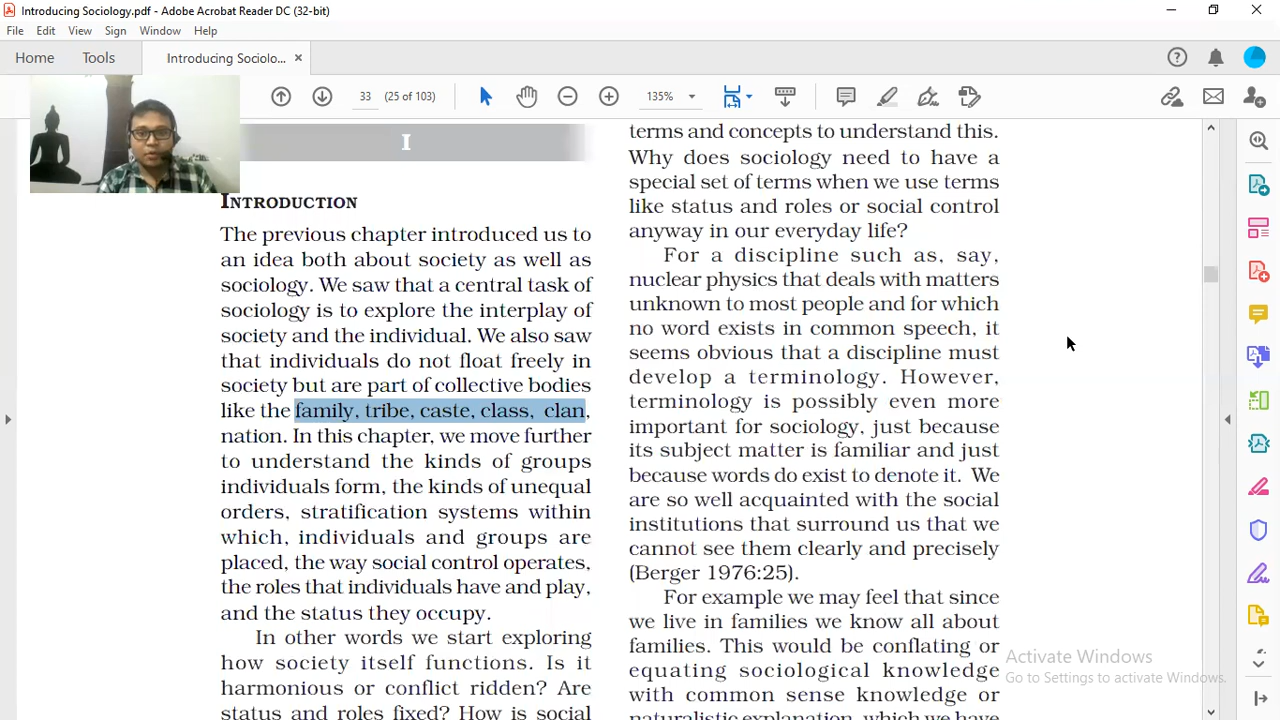 Introducing Sociology.pdf - Adobe Acrobat Reader DC (32-bit)
File Edit View Sign Window Help
Home Tools Introducing Sociolo... ×
33 (25 of 103) 135%
I
INTRODUCTION
The previous chapter introduced us to
an idea both about society as well as
sociology. We saw that a central task of
sociology is to explore the interplay of
society and the individual. We also saw
that individuals do not float freely in
society but are part of collective bodies
like the family, tribe, caste, class, clan,
nation. In this chapter, we move further
to understand the kinds of groups
individuals form, the kinds of unequal
orders, stratification systems within
which, individuals and groups are
placed, the way social control operates,
the roles that individuals have and play,
and the status they occupy.
In other words we start exploring
how society itself functions. Is it
harmonious or conflict ridden? Are
status and roles fixed? How is social
terms and concepts to understand this.
Why does sociology need to have a
special set of terms when we use terms
like status and roles or social control
anyway in our everyday life?
For a discipline such as, say,
nuclear physics that deals with matters
unknown to most people and for which
no word exists in common speech, it
seems obvious that a discipline must
develop a terminology. However,
terminology is possibly even more
important for sociology, just because
its subject matter is familiar and just
because words do exist to denote it. We
are so well acquainted with the social
institutions that surround us that we
cannot see them clearly and precisely
(Berger 1976:25).
For example we may feel that since
we live in families we know all about
families. This would be conflating or
equating sociological knowledge
with common sense knowledge or
naturalistic explanation, which we have
Activate Windows
Go to Settings to activate Windows.